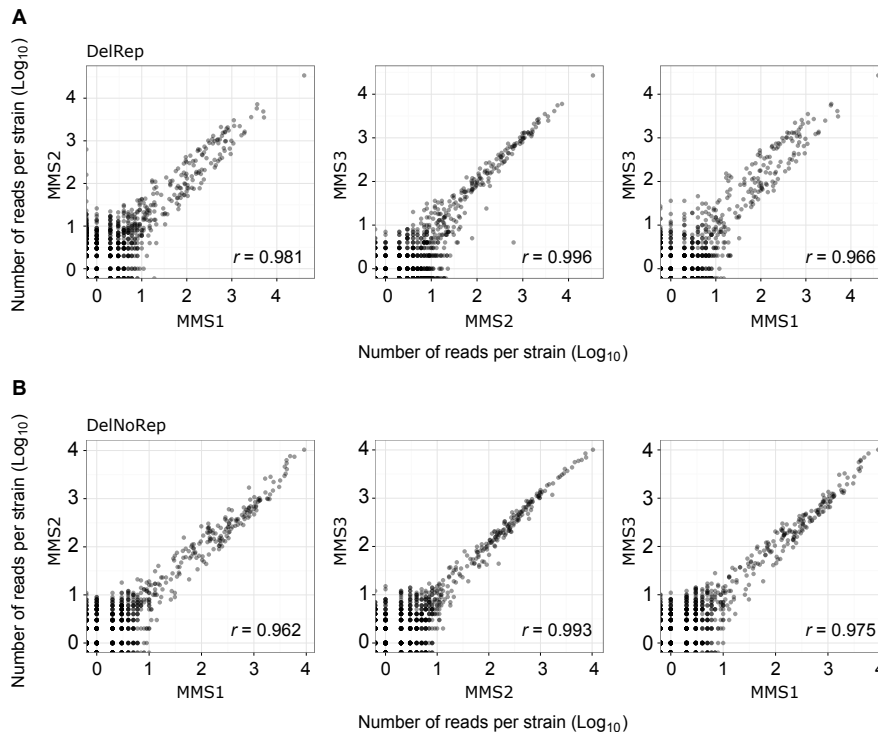 A
DelRep
Number of reads per strain (Log10)
MMS2
4
3
2
1
0
r = 0.981
0 1 2 3 4
MMS1
MMS3
4
3
2
1
0
r = 0.996
0 1 2 3 4
MMS2
MMS3
4
3
2
1
0
r = 0.966
0 1 2 3 4
MMS1
Number of reads per strain (Log10)
B
DelNoRep
Number of reads per strain (Log10)
MMS2
4
3
2
1
0
r = 0.962
0 1 2 3 4
MMS1
MMS3
4
3
2
1
0
r = 0.993
0 1 2 3 4
MMS2
MMS3
4
3
2
1
0
r = 0.975
0 1 2 3 4
MMS1
Number of reads per strain (Log10)